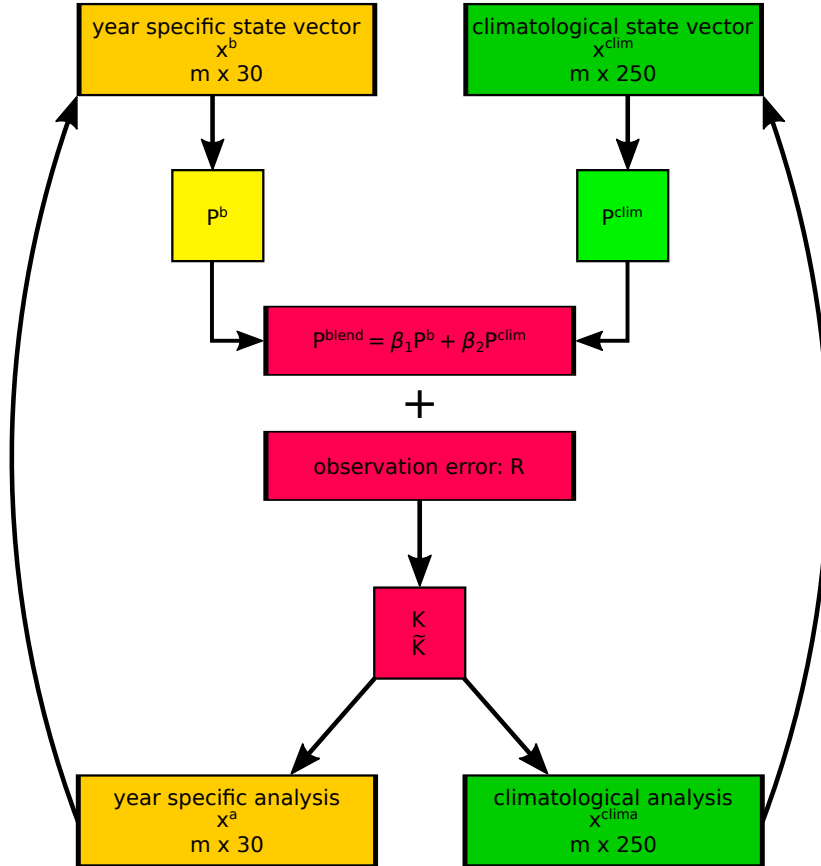 year specific state vector
x^b
m x 30
climatological state vector
x^clim
m x 250
P^b
P^clim
P^blend = β₁P^b + β₂P^clim
+
observation error: R
K
K̃
year specific analysis
x^a
m x 30
climatological analysis
x^clima
m x 250